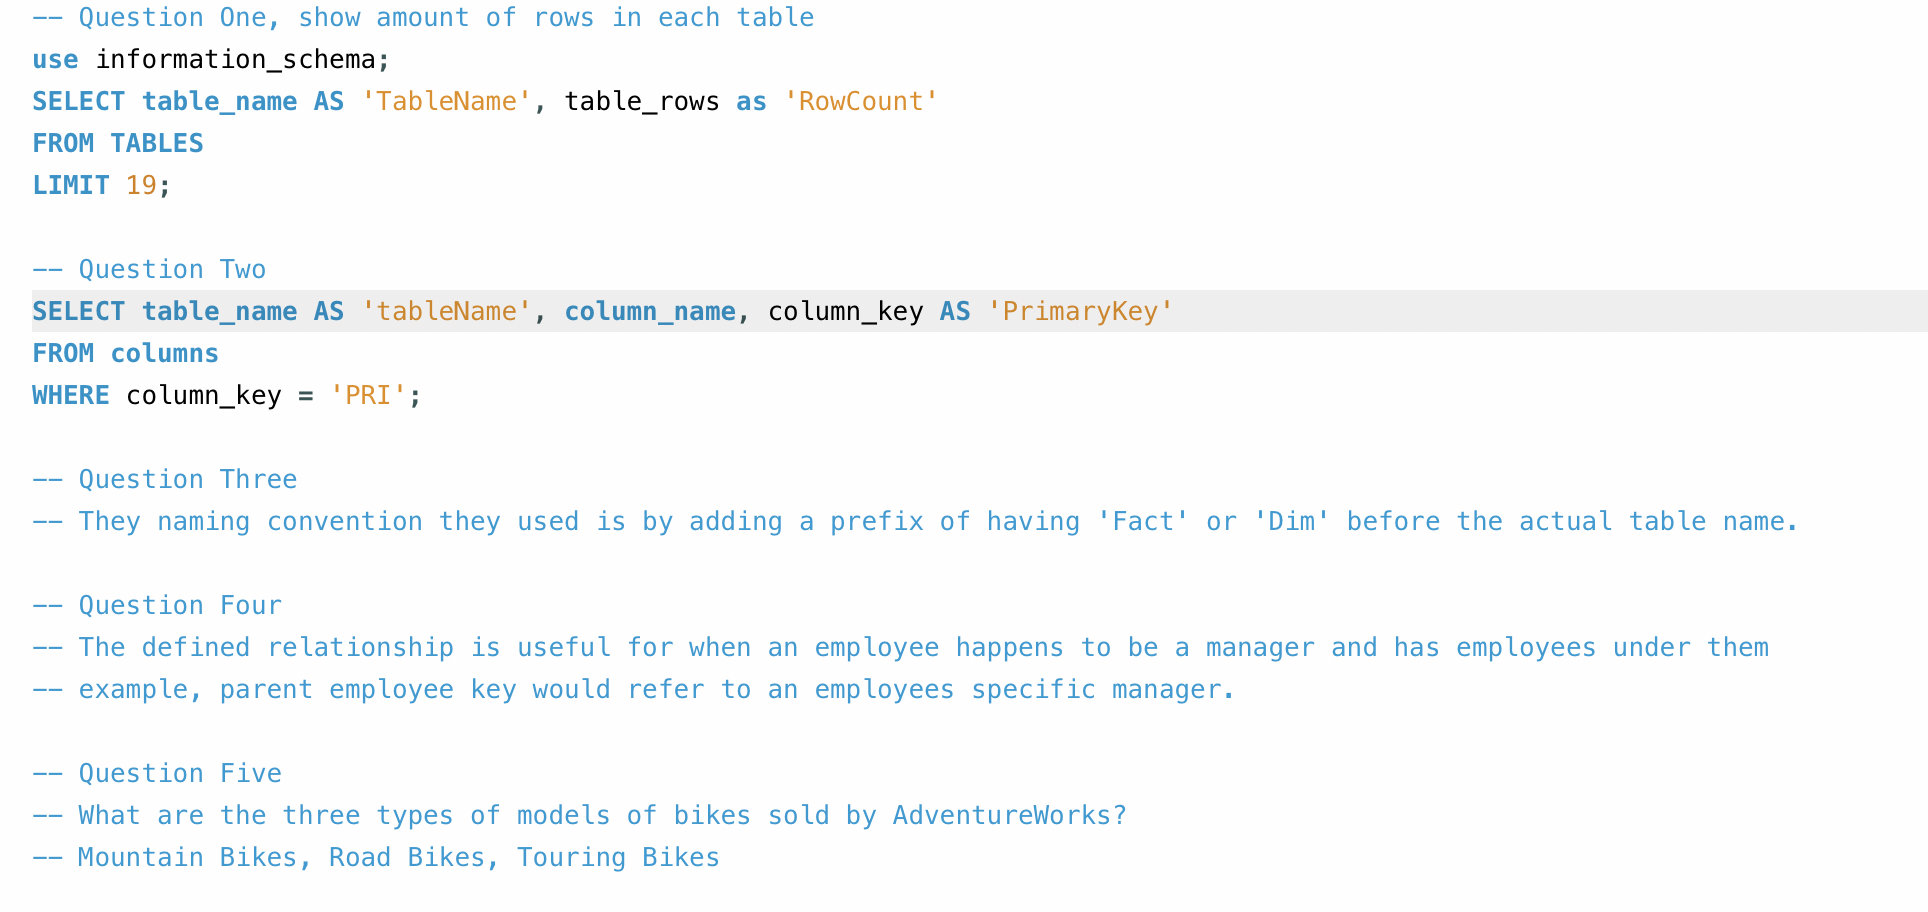 -- Question One, show amount of rows in each table
use information_schema;
SELECT table_name AS 'TableName', table_rows as 'RowCount'
FROM TABLES
LIMIT 19;
-- Question Two
SELECT table_name AS 'tableName', column_name, column_key AS 'PrimaryKey'
FROM columns
WHERE column_key = 'PRI';
-- Question Three
-- They naming convention they used is by adding a prefix of having 'Fact' or 'Dim' before the actual table name.
-- Question Four
-- The defined relationship is useful for when an employee happens to be a manager and has employees under them
-- example, parent employee key would refer to an employees specific manager.
-- Question Five
-- What are the three types of models of bikes sold by AdventureWorks?
-- Mountain Bikes, Road Bikes, Touring Bikes